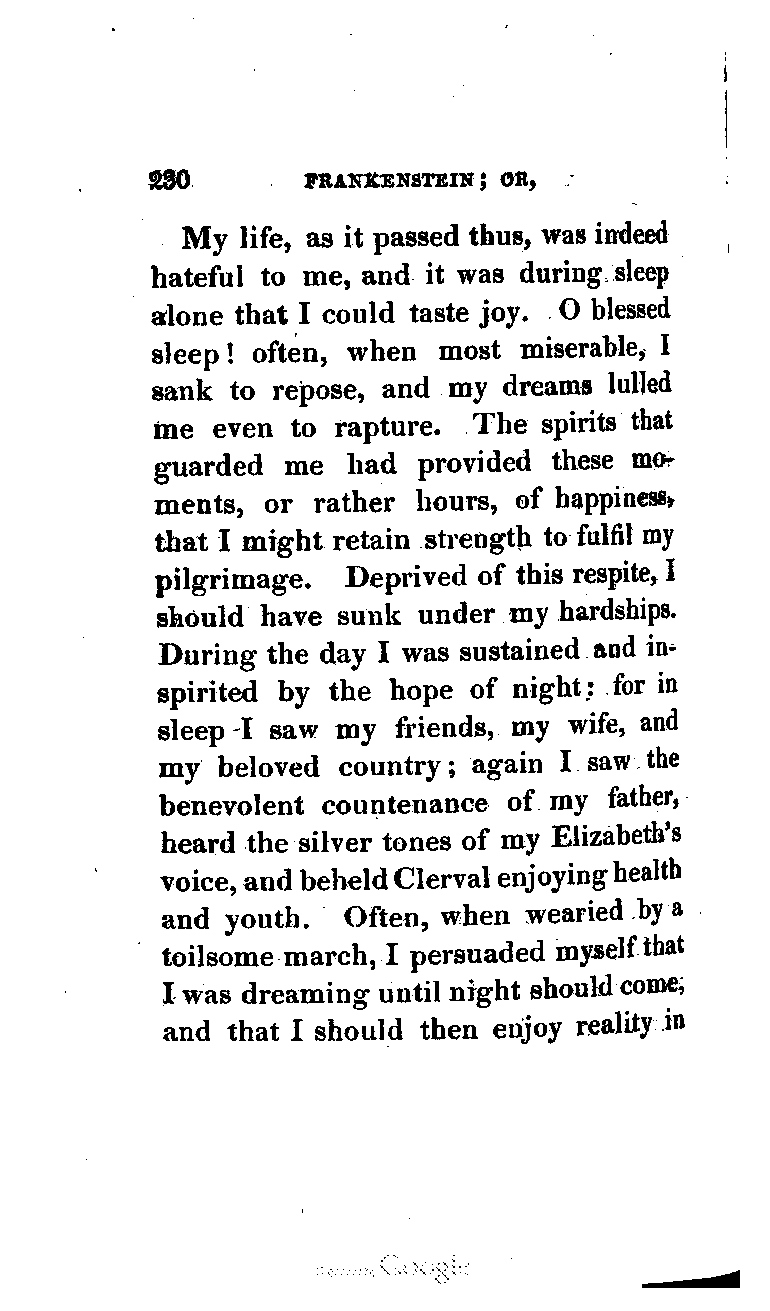 230 FRANKENSTEIN; OR,
My life, as it passed thus, was indeed
hateful to me, and it was during sleep
alone that I could taste joy. O blessed
sleep! often, when most miserable, I
sank to repose, and my dreams lulled
me even to rapture. The spirits that
guarded me had provided these mo-
ments, or rather hours, of happiness,
that I might retain strength to fulfil my
pilgrimage. Deprived of this respite, I
should have sunk under my hardships.
During the day I was sustained and in-
spirited by the hope of night: for in
sleep I saw my friends, my wife, and
my beloved country; again I saw the
benevolent countenance of my father,
heard the silver tones of my Elizabeth's
voice, and beheld Clerval enjoying health
and youth. Often, when wearied by a
toilsome march, I persuaded myself that
I was dreaming until night should come,
and that I should then enjoy reality in
Google